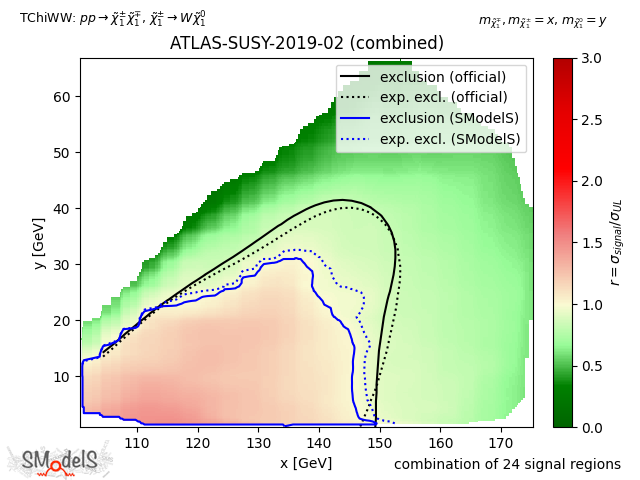 TChiWW: pp → χ̃₁^± χ̃₁^∓, χ̃₁^± → Wχ̃₁⁰
m_χ̃₁^∓, m_χ̃₁^± = x, m_χ̃₁⁰ = y
ATLAS-SUSY-2019-02 (combined)
exclusion (official)
exp. excl. (official)
exclusion (SModelS)
exp. excl. (SModelS)
60
50
40
30
20
10
y [GeV]
110 120 130 140 150 160 170
x [GeV]
3.0
2.5
2.0
1.5
1.0
0.5
0.0
r = σ_signal/σ_UL
SModelS
combination of 24 signal regions